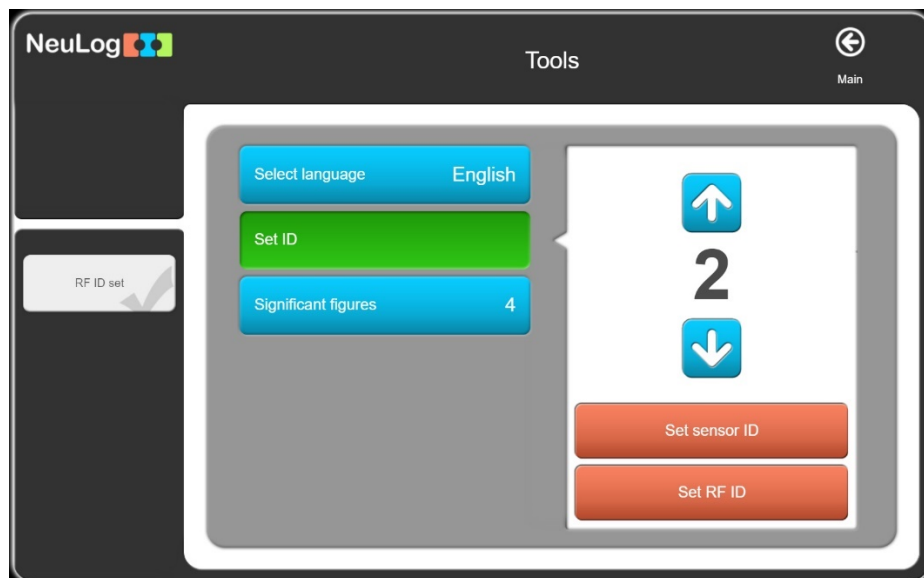 NeuLog
Tools
Main
Select language English
Set ID
Significant figures 4
RF ID set
2
Set sensor ID
Set RF ID